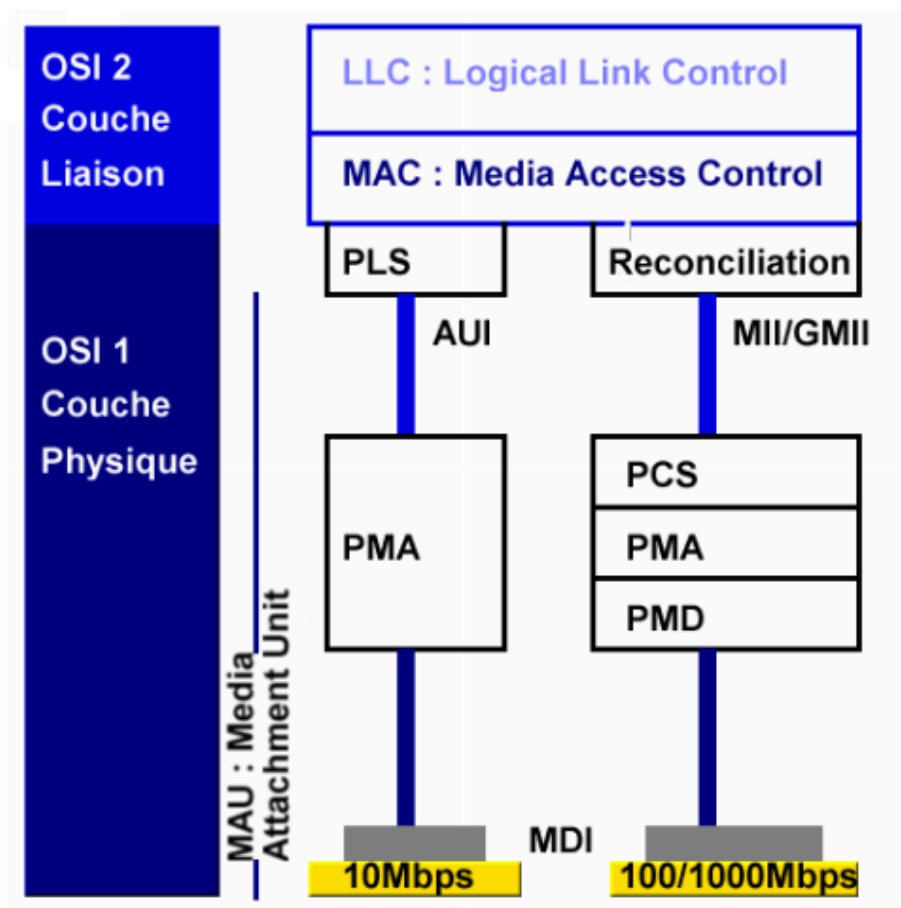 OSI 2
Couche
Liaison
LLC : Logical Link Control
MAC : Media Access Control
PLS
Reconciliation
AUI
MII/GMII
OSI 1
Couche
Physique
PMA
PCS
PMA
PMD
MAU : Media
Attachment Unit
MDI
10Mbps
100/1000Mbps